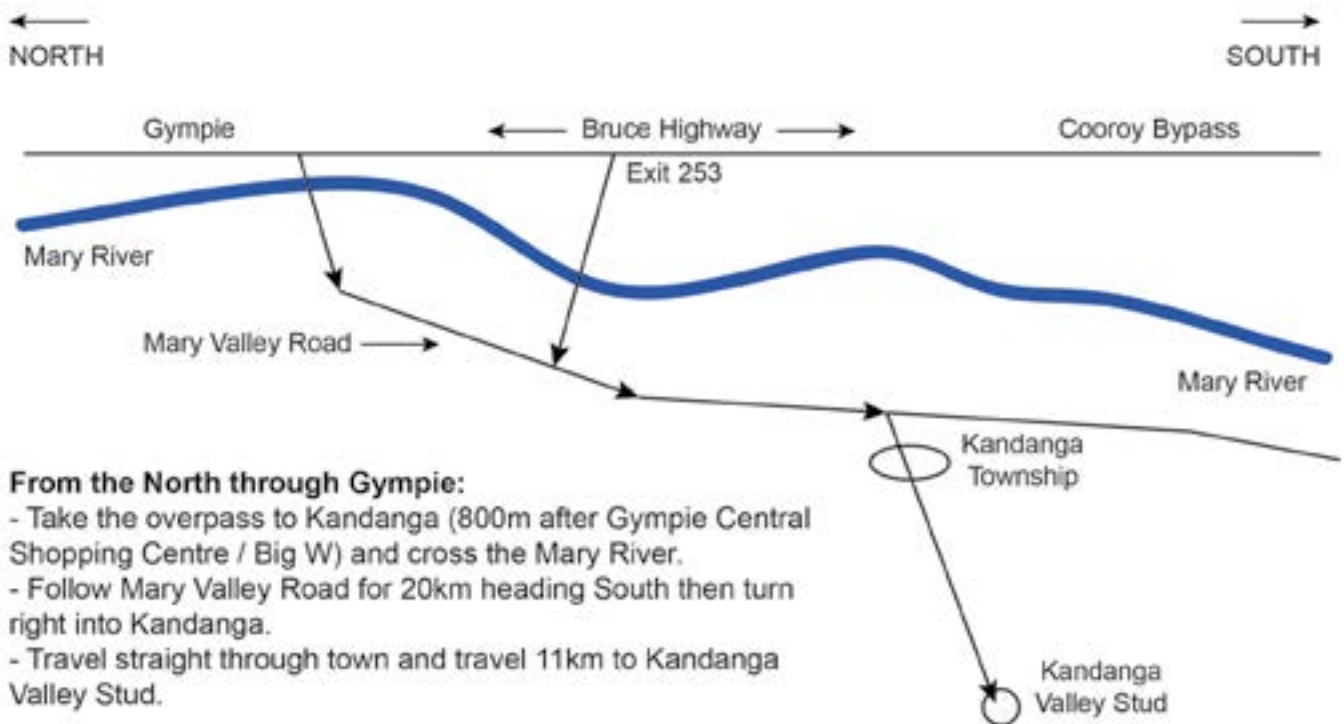 NORTH
SOUTH
Gympie
Bruce Highway
Cooroy Bypass
Exit 253
Mary River
Mary Valley Road
Mary River
Kandanga
Township
From the North through Gympie:
- Take the overpass to Kandanga (800m after Gympie Central
Shopping Centre / Big W) and cross the Mary River.
- Follow Mary Valley Road for 20km heading South then turn
right into Kandanga.
- Travel straight through town and travel 11km to Kandanga
Valley Stud.
Kandanga
Valley Stud